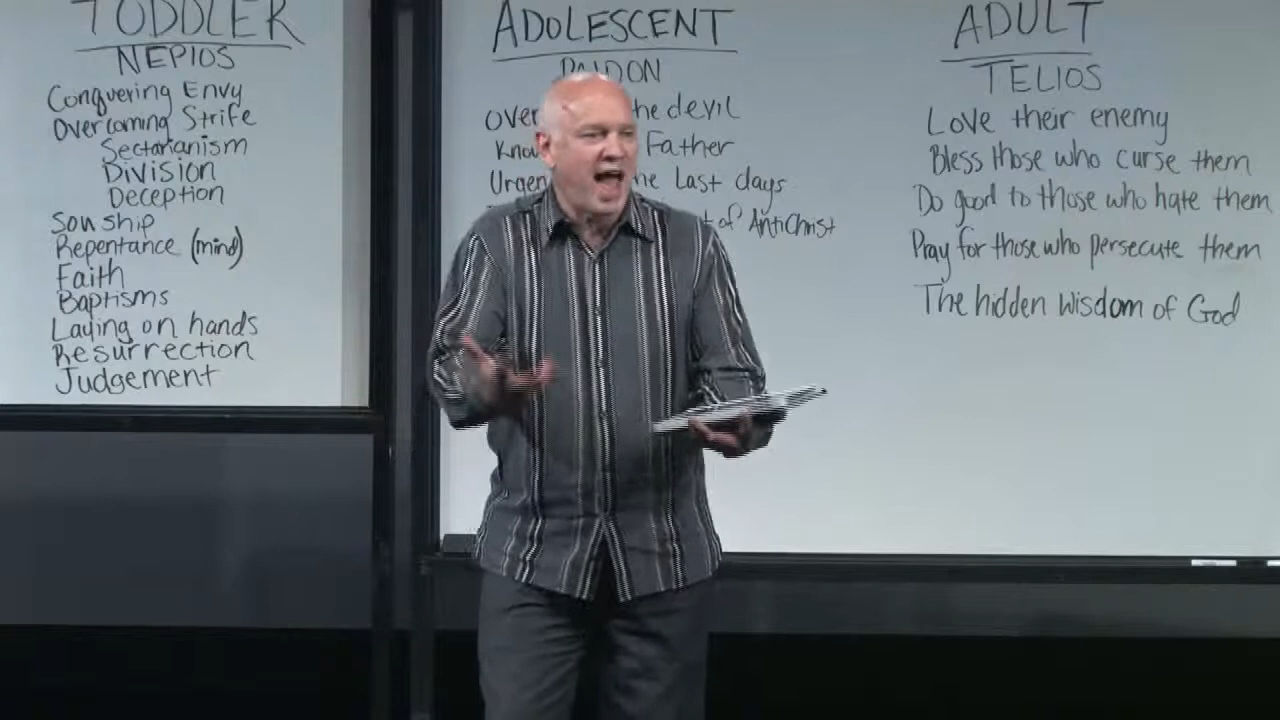 TODDLER
NEPIOS
Conquering Envy
Overcoming Strife
Sectarianism
Division
Deception
Sonship
Repentance (mind)
Faith
Baptisms
Laying on hands
Resurrection
Judgement
ADOLESCENT
the devil
Father
Last days
of AntiChrist
ADULT
TELIOS
Love their enemy
Bless those who curse them
Do good to those who hate them
Pray for those who persecute them
The hidden wisdom of God